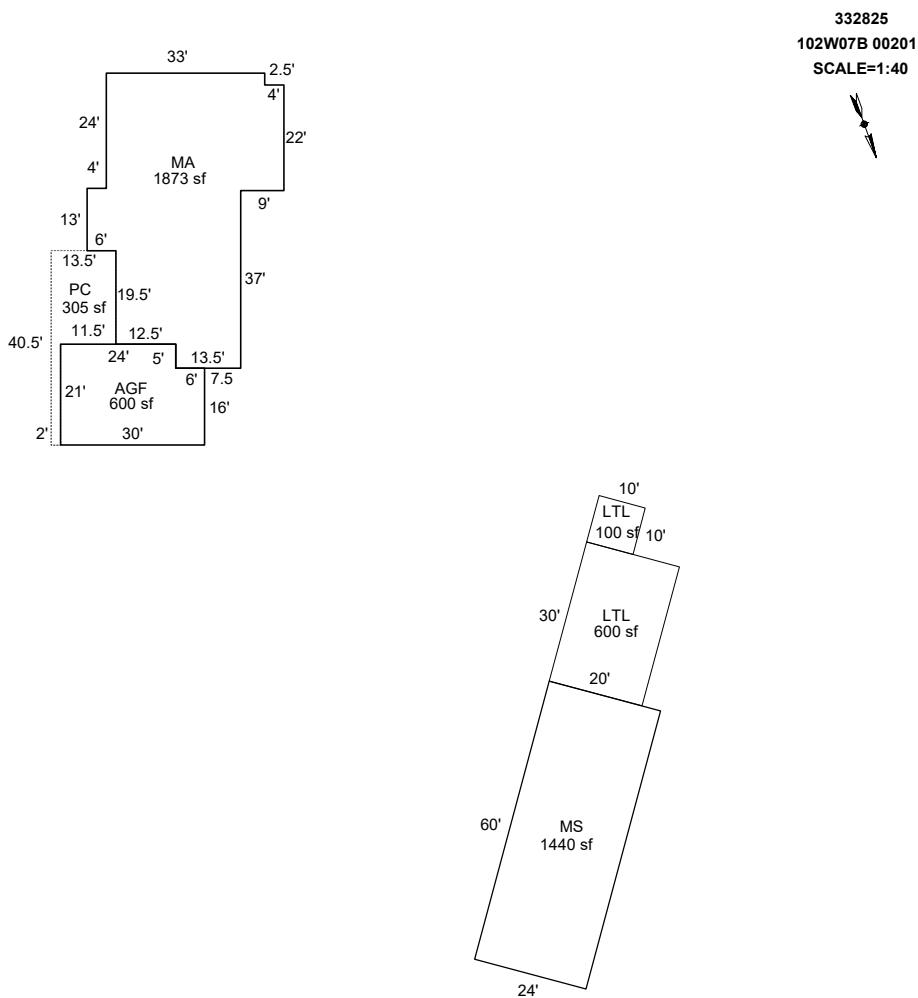 332825
102W07B 00201
SCALE=1:40
33'
2.5'
4'
24'
22'
MA
1873 sf
4'
9'
13'
6'
13.5'
37'
PC
305 sf
19.5'
40.5'
11.5'
12.5'
24'
5'
13.5'
6'
7.5
21'
AGF
600 sf
16'
2'
30'
10'
LTL
100 sf
10'
30'
LTL
600 sf
20'
60'
MS
1440 sf
24'